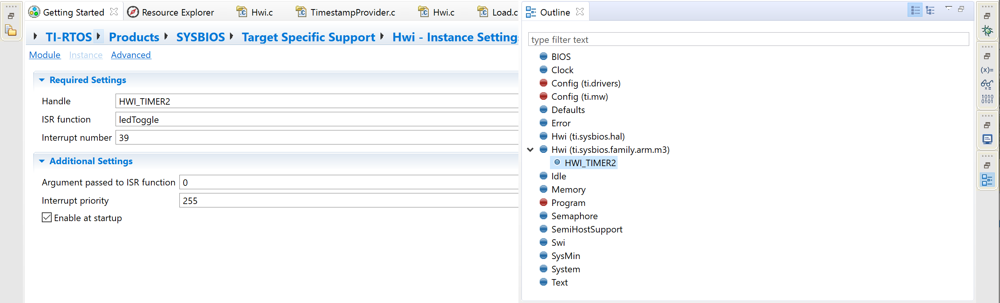 Getting Started
Resource Explorer
Hwi.c
TimestampProvider.c
Hwi.c
Load.c
TI-RTOS Products SYSBIOS Target Specific Support Hwi - Instance Settings
Module Instance Advanced
Required Settings
Handle HWI_TIMER2
ISR function ledToggle
Interrupt number 39
Additional Settings
Argument passed to ISR function 0
Interrupt priority 255
Enable at startup
Outline
type filter text
BIOS
Clock
Config (ti.drivers)
Config (ti.mw)
Defaults
Error
Hwi (ti.sysbios.hal)
Hwi (ti.sysbios.family.arm.m3)
HWI_TIMER2
Idle
Memory
Program
Semaphore
SemiHostSupport
Swi
SysMin
System
Text
(x)=
x=
1010
0101